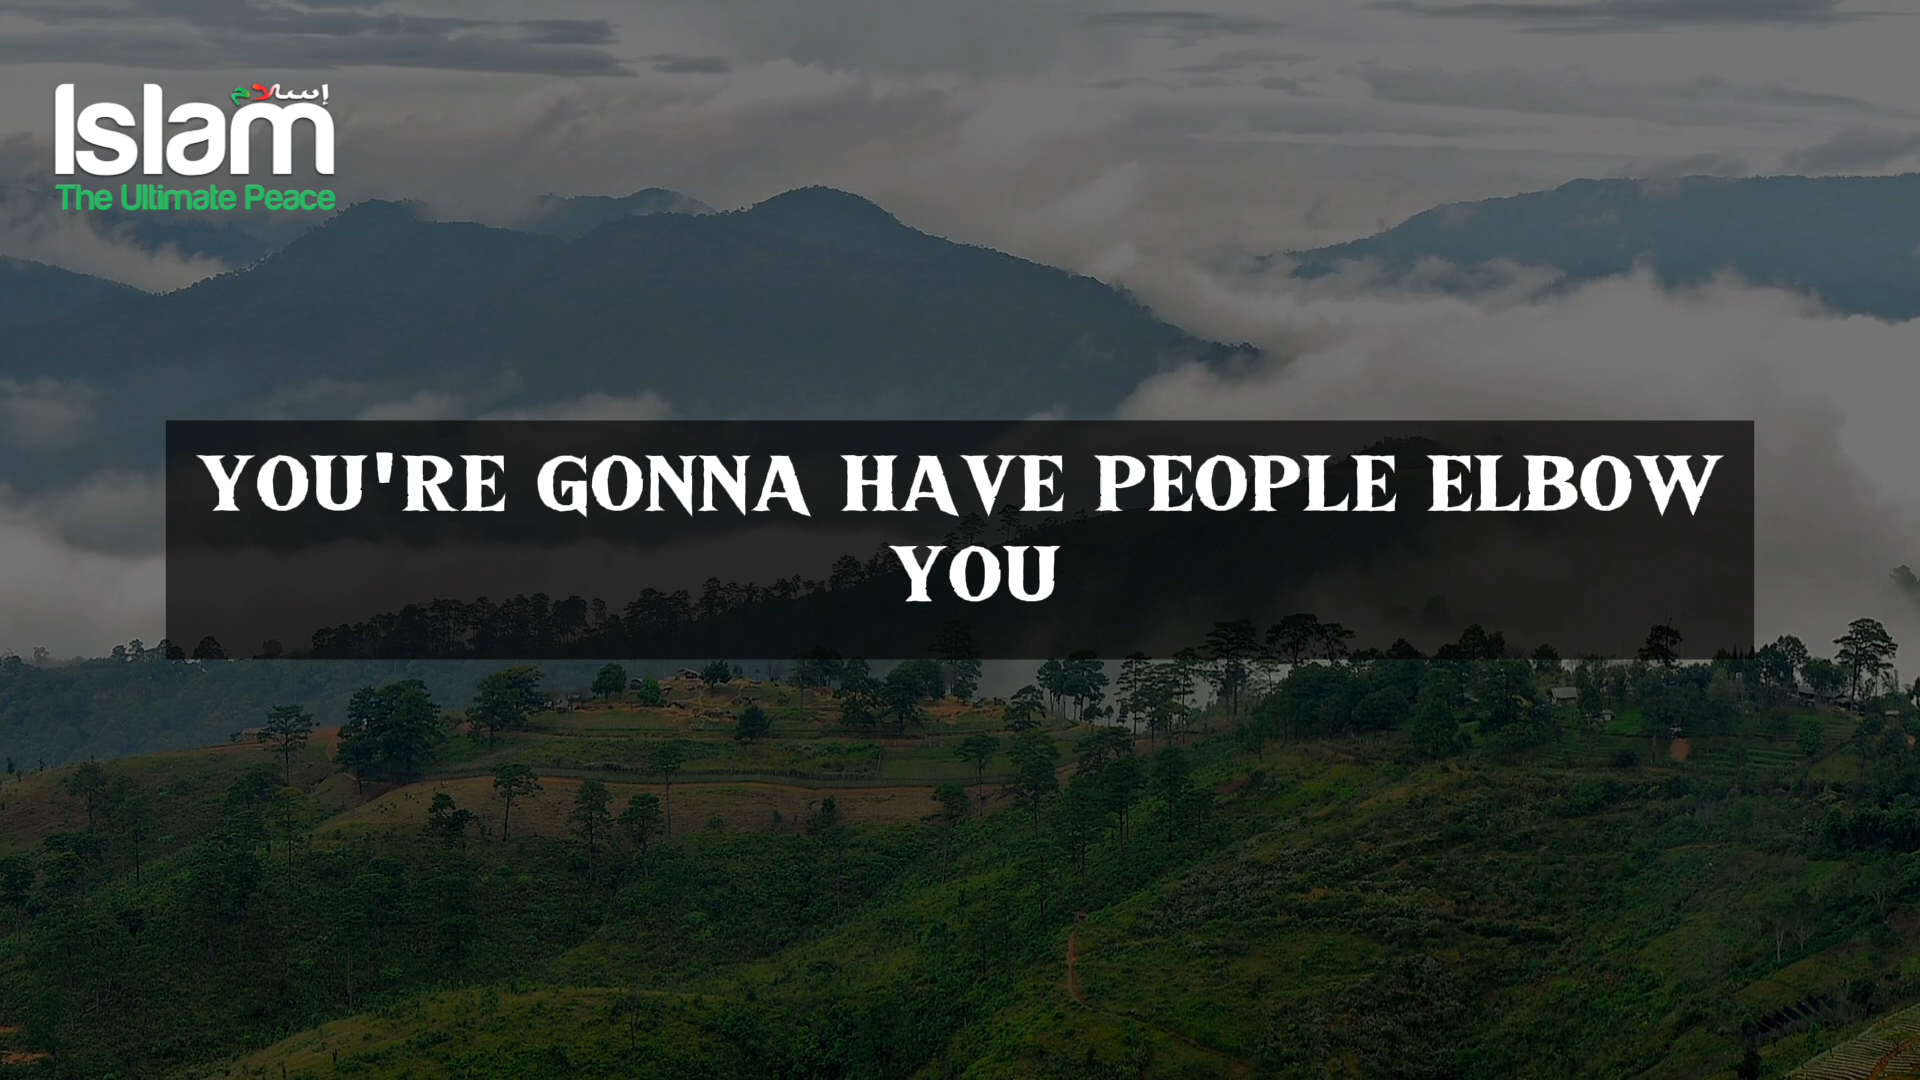 إسلام
Islam
The Ultimate Peace
YOU'RE GONNA HAVE PEOPLE ELBOW
YOU